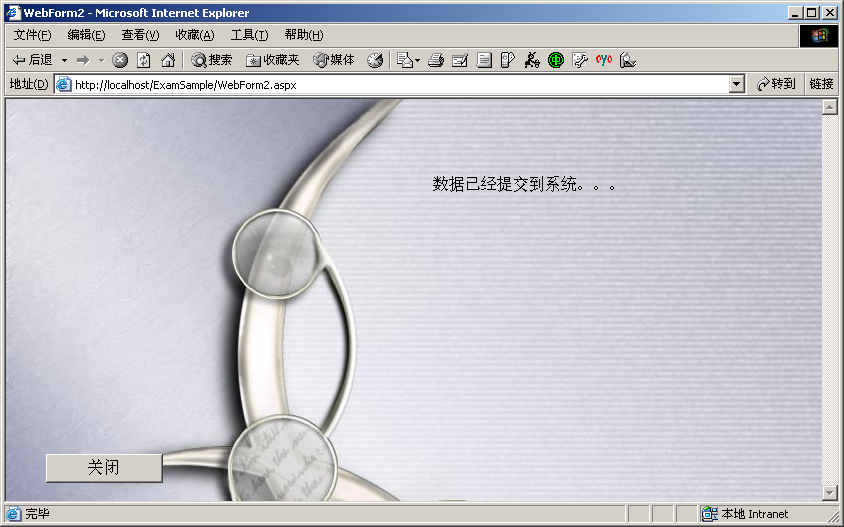 WebForm2 - Microsoft Internet Explorer
文件(F) 编辑(E) 查看(V) 收藏(A) 工具(T) 帮助(H)
后退 搜索 收藏夹 媒体
地址(D) http://localhost/ExamSample/WebForm2.aspx 转到 链接
数据已经提交到系统。。。
关闭
完毕 本地 Intranet